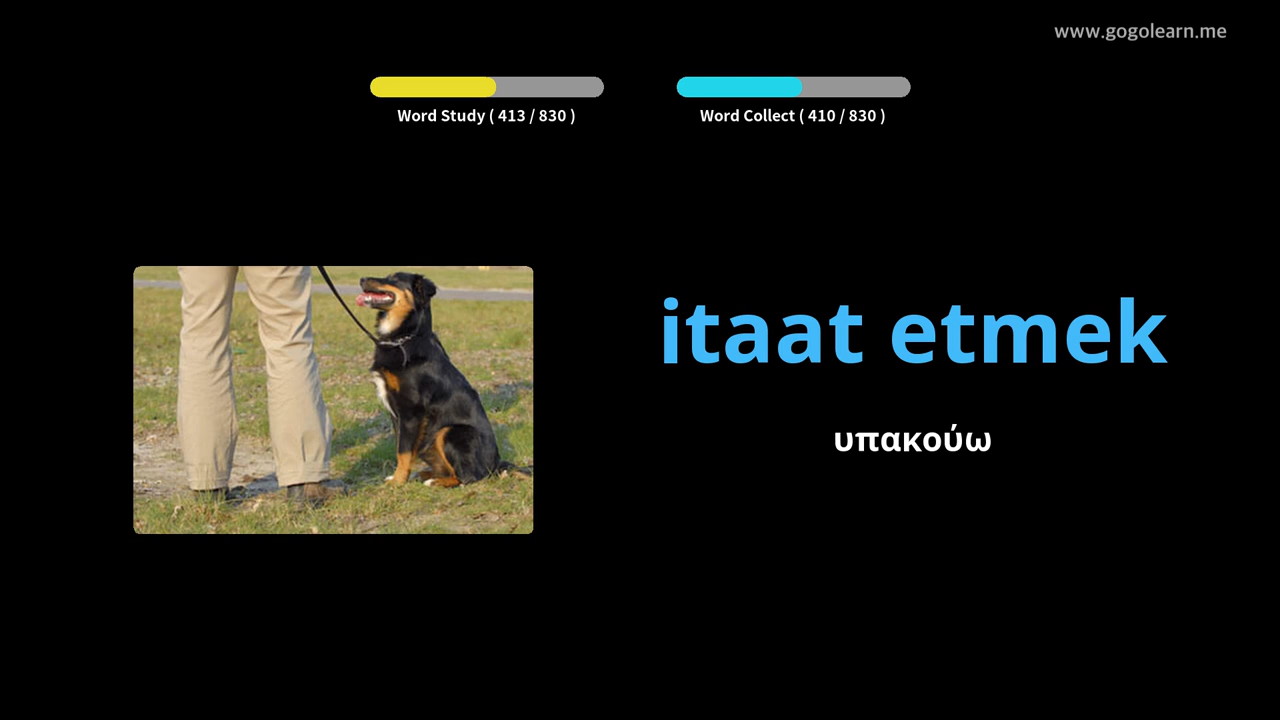 www.gogolearn.me
Word Study ( 413 / 830 )
Word Collect ( 410 / 830 )
itaat etmek
υπακούω